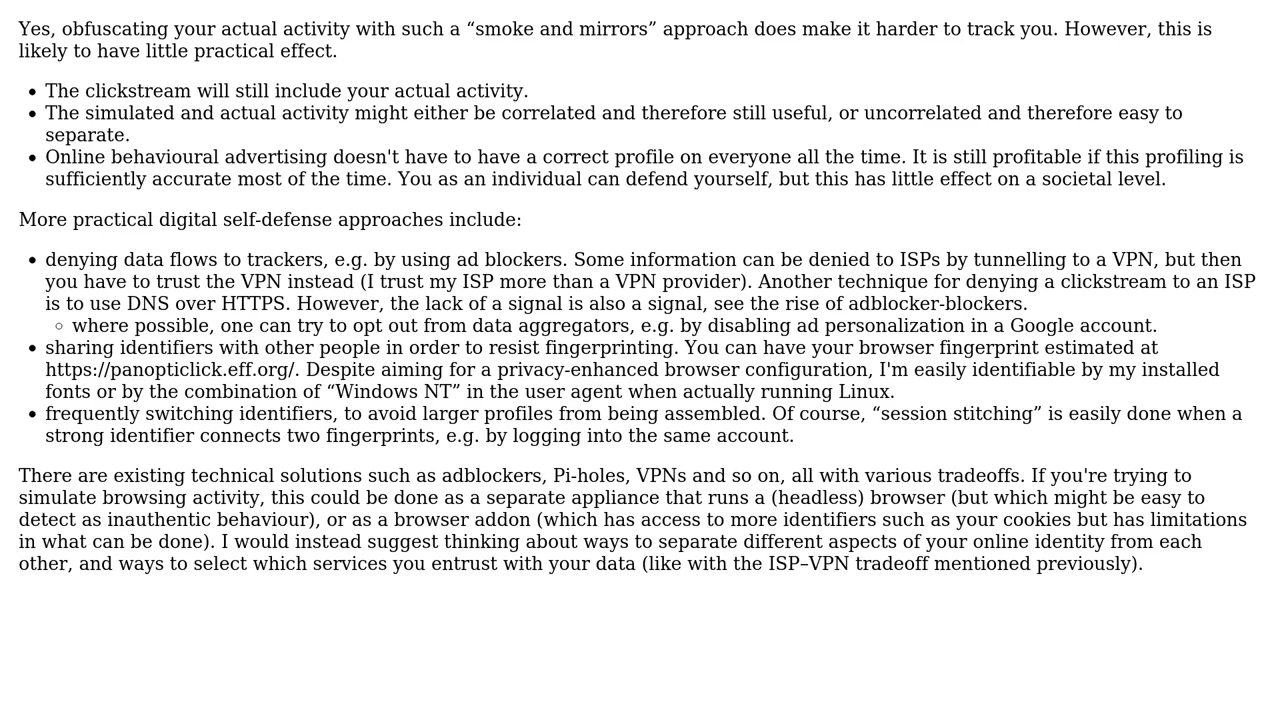 Yes, obfuscating your actual activity with such a “smoke and mirrors” approach does make it harder to track you. However, this is
likely to have little practical effect.
• The clickstream will still include your actual activity.
• The simulated and actual activity might either be correlated and therefore still useful, or uncorrelated and therefore easy to
separate.
• Online behavioural advertising doesn't have to have a correct profile on everyone all the time. It is still profitable if this profiling is
sufficiently accurate most of the time. You as an individual can defend yourself, but this has little effect on a societal level.
More practical digital self-defense approaches include:
• denying data flows to trackers, e.g. by using ad blockers. Some information can be denied to ISPs by tunnelling to a VPN, but then
you have to trust the VPN instead (I trust my ISP more than a VPN provider). Another technique for denying a clickstream to an ISP
is to use DNS over HTTPS. However, the lack of a signal is also a signal, see the rise of adblocker-blockers.
◦ where possible, one can try to opt out from data aggregators, e.g. by disabling ad personalization in a Google account.
• sharing identifiers with other people in order to resist fingerprinting. You can have your browser fingerprint estimated at
https://panopticlick.eff.org/. Despite aiming for a privacy-enhanced browser configuration, I'm easily identifiable by my installed
fonts or by the combination of “Windows NT” in the user agent when actually running Linux.
• frequently switching identifiers, to avoid larger profiles from being assembled. Of course, “session stitching” is easily done when a
strong identifier connects two fingerprints, e.g. by logging into the same account.
There are existing technical solutions such as adblockers, Pi-holes, VPNs and so on, all with various tradeoffs. If you're trying to
simulate browsing activity, this could be done as a separate appliance that runs a (headless) browser (but which might be easy to
detect as inauthentic behaviour), or as a browser addon (which has access to more identifiers such as your cookies but has limitations
in what can be done). I would instead suggest thinking about ways to separate different aspects of your online identity from each
other, and ways to select which services you entrust with your data (like with the ISP–VPN tradeoff mentioned previously).